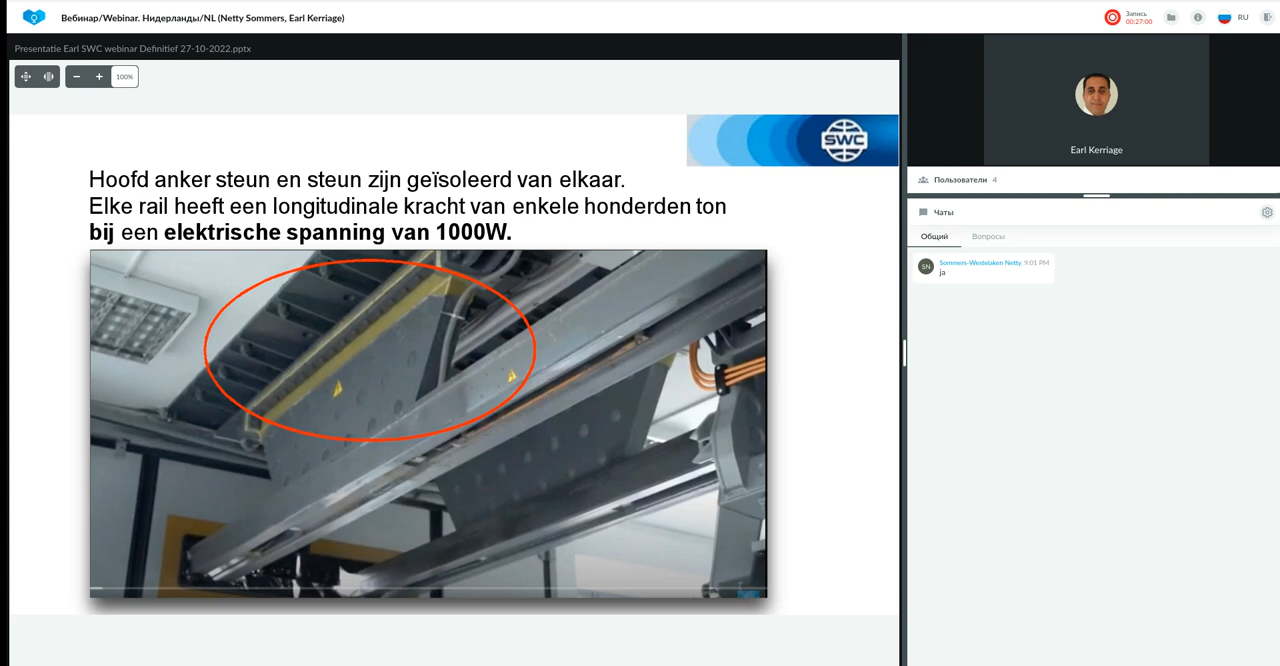 Вебинар/Webinar. Нидерланды/NL (Netty Sommers, Earl Kerriage)
Запись
00:27:00
RU
Presentatie Earl SWC webinar Definitief 27-10-2022.pptx
100%
SWC
Hoofd anker steun en steun zijn geïsoleerd van elkaar.
Elke rail heeft een longitudinale kracht van enkele honderden ton
bij een elektrische spanning van 1000W.
Earl Kerriage
Пользователи 4
Чаты
Общий Вопросы
SN
Sommers-Westelaken Netty 9:01 PM
ja